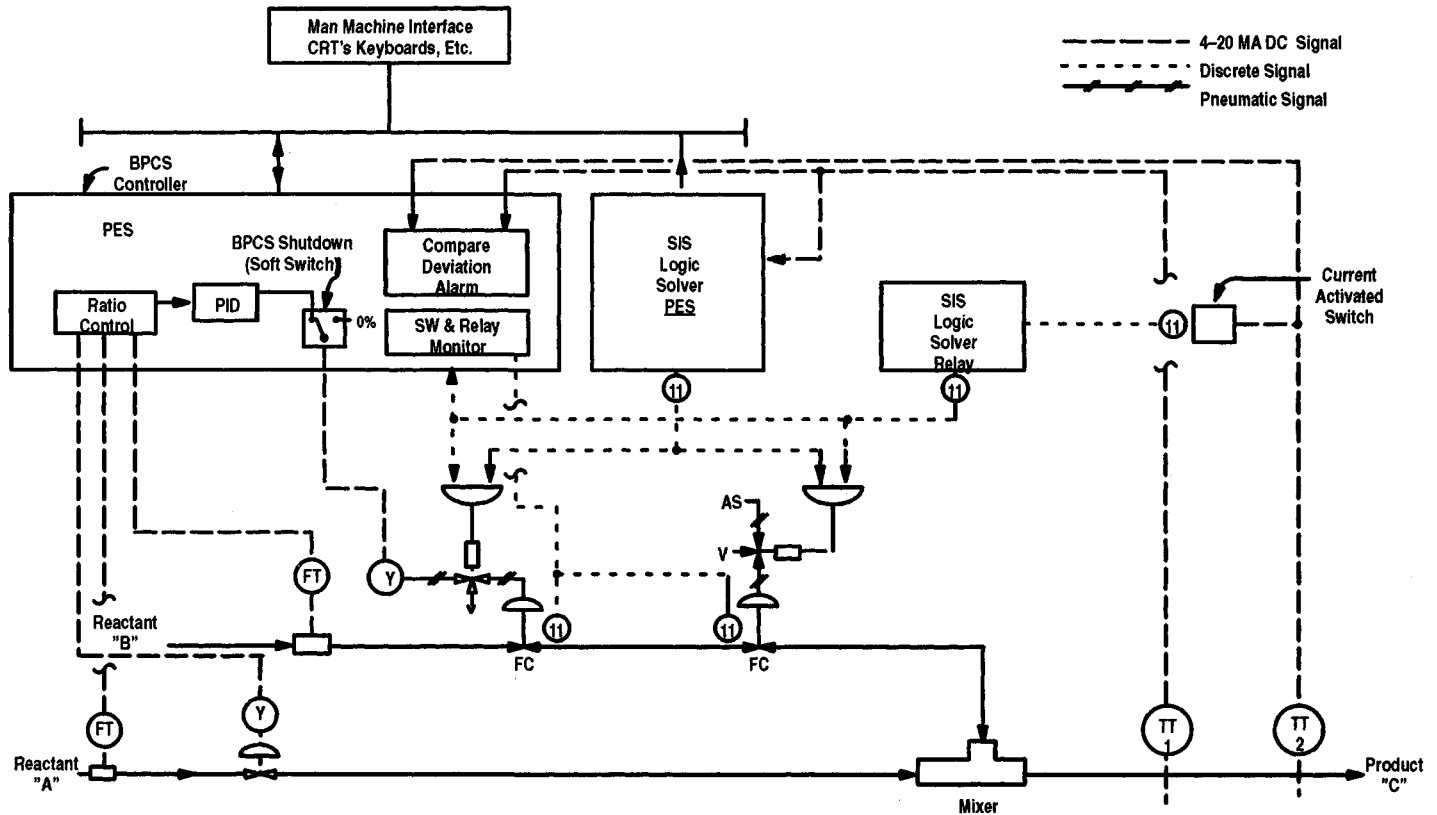 Man Machine Interface
CRT's Keyboards, Etc.
4–20 MA DC Signal
Discrete Signal
Pneumatic Signal
BPCS
Controller
PES
BPCS Shutdown
(Soft Switch)
Compare
Deviation
Alarm
SIS
Logic
Solver
PES
Ratio
Control
PID
0%
SW & Relay
Monitor
SIS
Logic
Solver
Relay
11
Current
Activated
Switch
11
11
AS
V
FT
Y
Reactant
"B"
11
11
FC
FC
FT
Y
TT
1
TT
2
Reactant
"A"
Mixer
Product
"C"